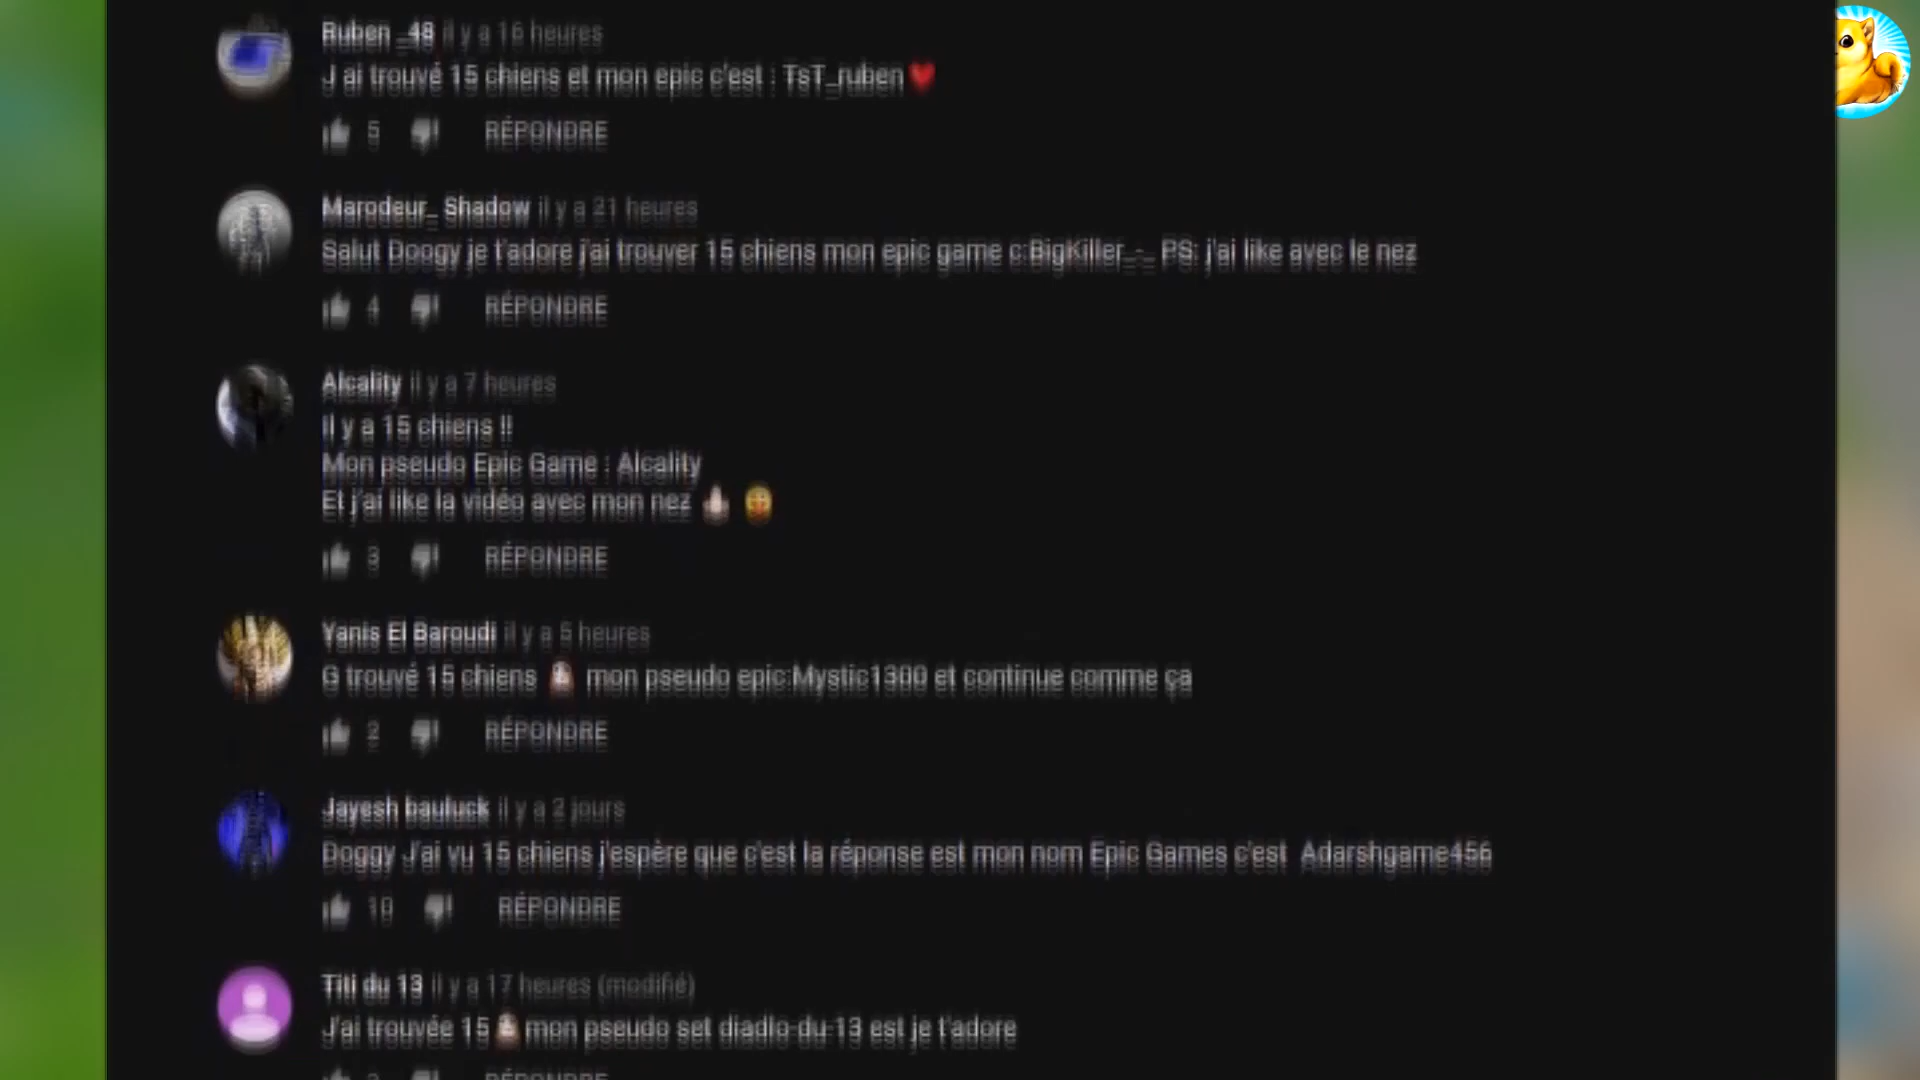 Ruben _48 il y a 16 heures
J ai trouvé 15 chiens et mon epic c'est : TsT_ruben❤️
5 RÉPONDRE
Marodeur_ Shadow il y a 21 heures
Salut Doogy je t'adore j'ai trouver 15 chiens mon epic game c:BigKiller_-_ PS: j'ai like avec le nez
4 RÉPONDRE
Alcality il y a 7 heures
Il y a 15 chiens !!
Mon pseudo Epic Game : Alcality
Et j'ai like la vidéo avec mon nez
3 RÉPONDRE
Yanis El Baroudi il y a 5 heures
G trouvé 15 chiens mon pseudo epic:Mystic1300 et continue comme ça
2 RÉPONDRE
Jayesh bauluck il y a 2 jours
Doggy J'ai vu 15 chiens j'espère que c'est la réponse est mon nom Epic Games c'est Adarshgame456
10 RÉPONDRE
Titi du 13 il y a 17 heures (modifié)
J'ai trouvée 15 mon pseudo set diadlo-du-13 est je t'adore
RÉPONDRE